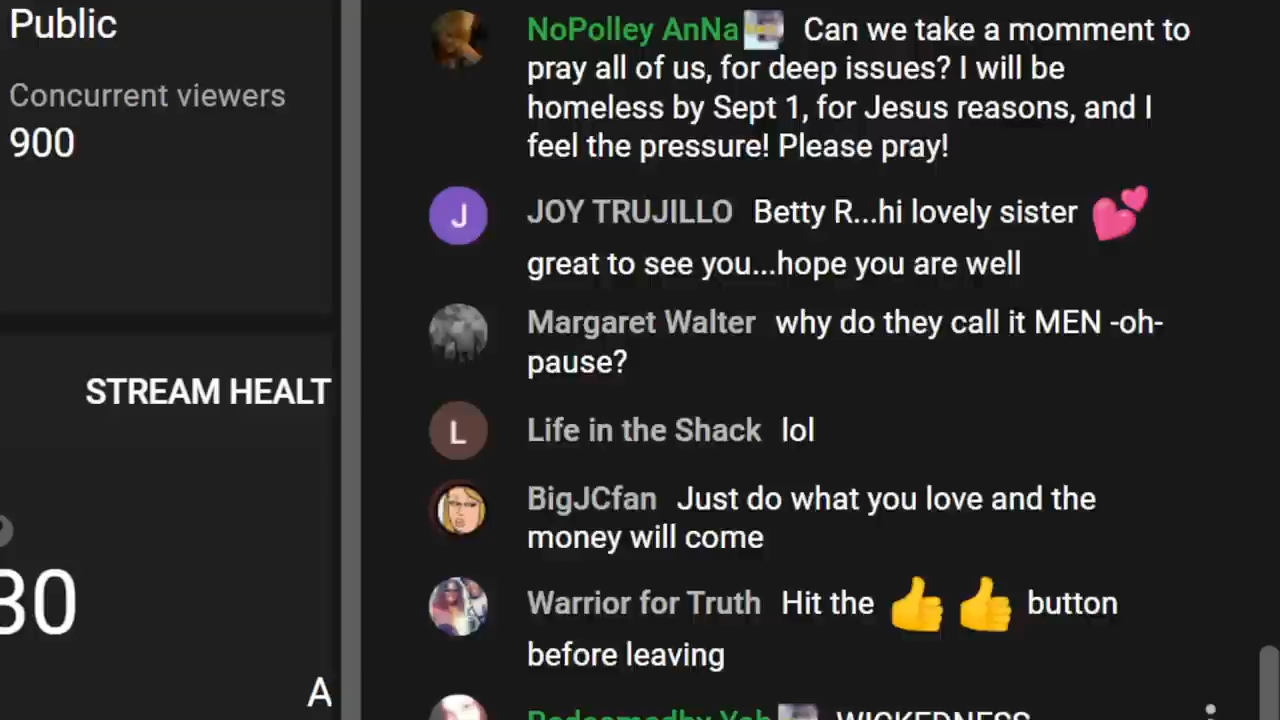 Public
Concurrent viewers
900
STREAM HEALT
30
A
NoPolley AnNa Can we take a momment to
pray all of us, for deep issues? I will be
homeless by Sept 1, for Jesus reasons, and I
feel the pressure! Please pray!
J JOY TRUJILLO Betty R...hi lovely sister 💕
great to see you...hope you are well
Margaret Walter why do they call it MEN -oh-
pause?
L Life in the Shack lol
BigJCfan Just do what you love and the
money will come
Warrior for Truth Hit the 👍 👍 button
before leaving
Redeemedby Yah WICKEDNESS